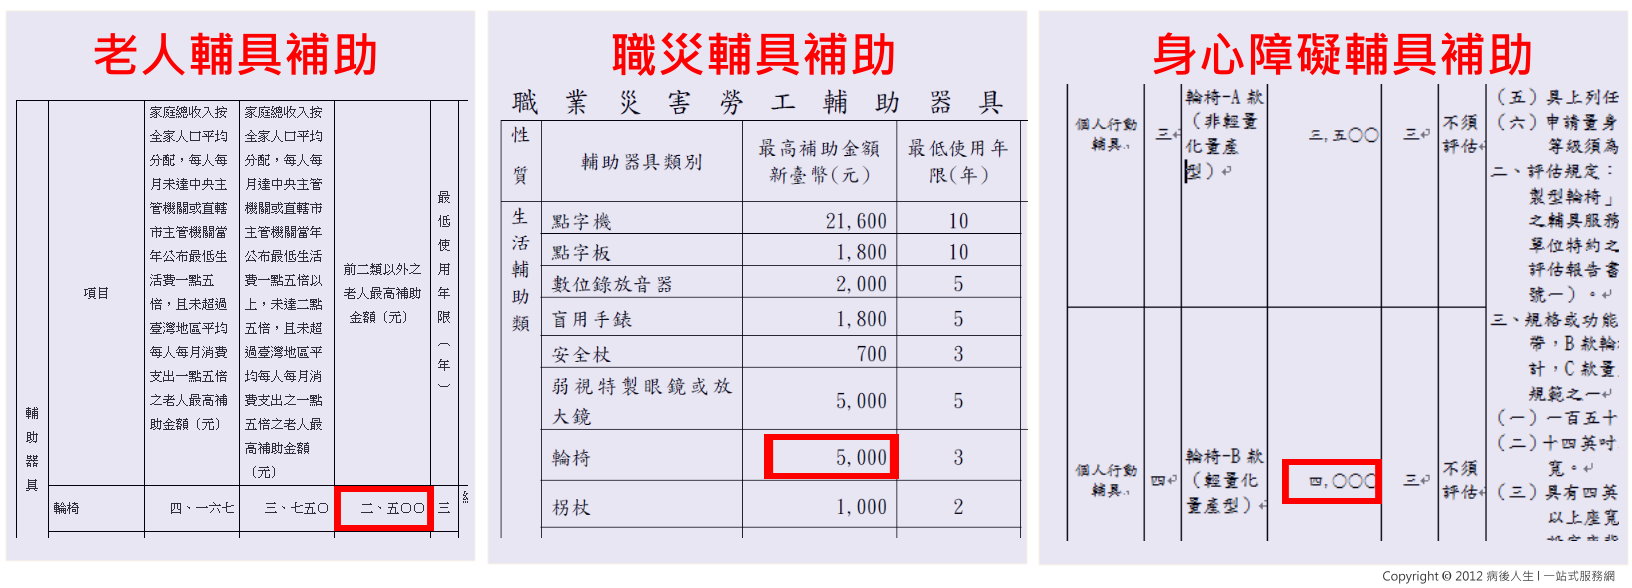 老人輔具補助
輔助器具
項目
家庭總收入按
全家人口平均
分配，每人每
月未達中央主
管機關或直轄
市主管機關當
年公布最低生
活費一點五
倍，且未超過
臺灣地區平均
每人每月消費
支出一點五倍
之老人最高補
助金額〔元〕
家庭總收入按
全家人口平均
分配，每人每
月達中央主管
機關或直轄市
主管機關當年
公布最低生活
費一點五倍以
上，未達二點
五倍，且未超
過臺灣地區平
均每人每月消
費支出之一點
五倍之老人最
高補助金額
〔元〕
前二類以外之
老人最高補助
金額〔元〕
最低使用年限︵年︶
輪椅 四、一六七 三、七五○ 二、五○○ 三
職災輔具補助
職業災害勞工輔助器具
性質
輔助器具類別
最高補助金額
新臺幣(元)
最低使用年
限(年)
生活輔助類
點字機 21,600 10
點字板 1,800 10
數位錄放音器 2,000 5
盲用手錶 1,800 5
安全杖 700 3
弱視特製眼鏡或放
大鏡 5,000 5
輪椅 5,000 3
柺杖 1,000 2
身心障礙輔具補助
個人行動
輔具
三
輪椅-A 款
（非輕量
化量產
型）
三,五○○
三
不須
評估
個人行動
輔具
四
輪椅-B 款
（輕量化
量產型）
四,○○○
三
不須
評估
（五）具上列任
（六）申請量身
等級須為
二、評估規定：
製型輪椅」
之輔具服務
單位特約之
評估報告書
號一）。
三、規格或功能
帶，B 款輪
計，C 款量
規範之一
（一）一百五十
（二）十四英吋
寬。
（三）具有四英
以上座寬
Copyright © 2012 病後人生 | 一站式服務網